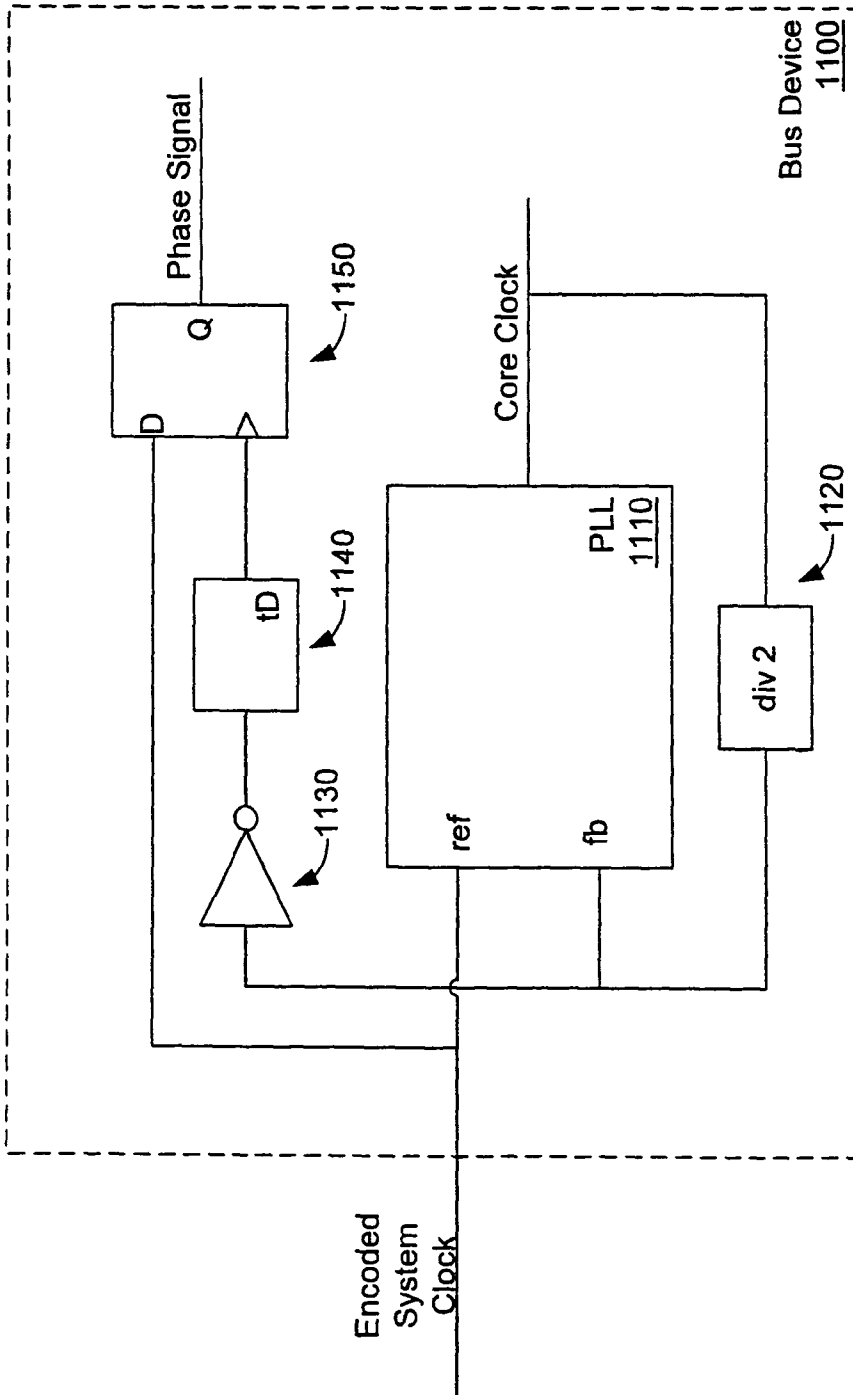 Encoded
System
Clock
Phase Signal
D
Q
1150
tD
1140
1130
Core Clock
ref
fb
PLL
1110
div 2
1120
Bus Device
1100